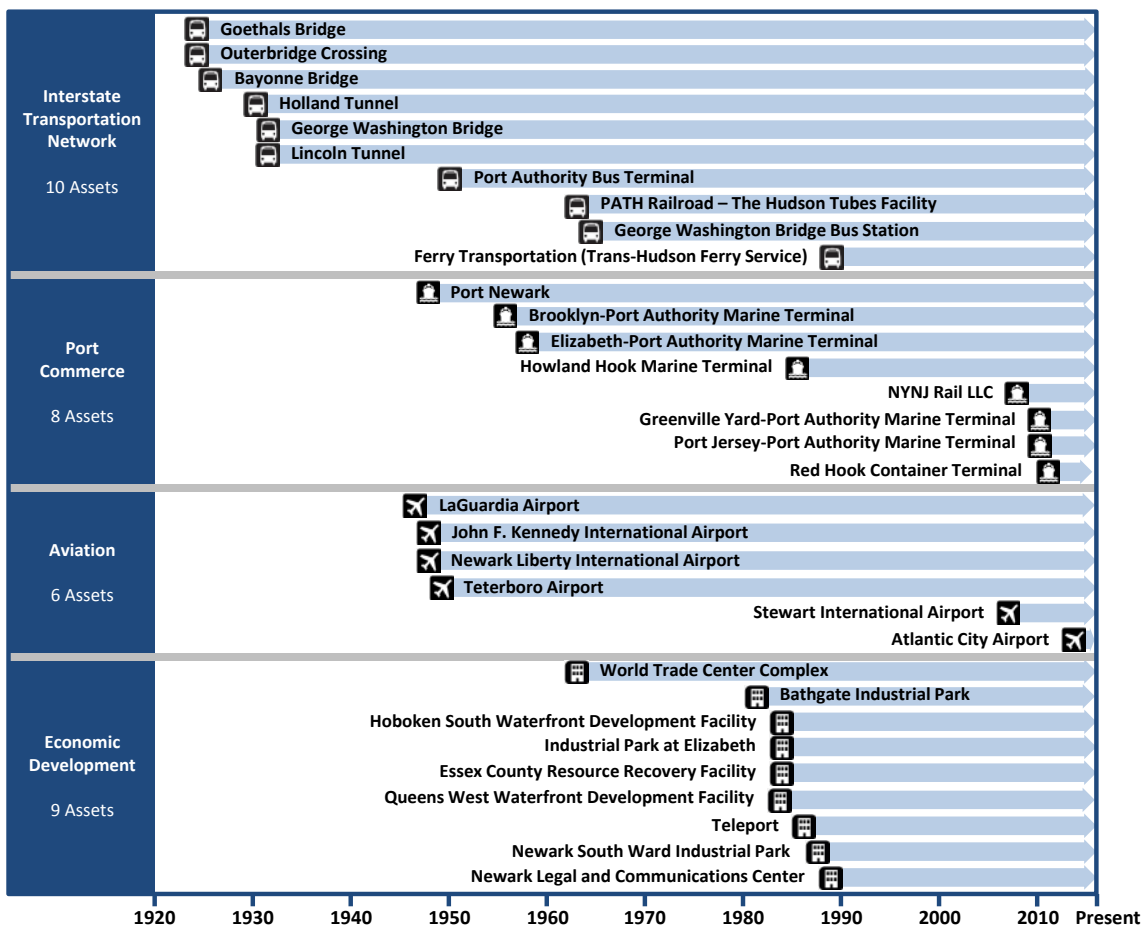 Interstate
Transportation
Network
10 Assets
Goethals Bridge
Outerbridge Crossing
Bayonne Bridge
Holland Tunnel
George Washington Bridge
Lincoln Tunnel
Port Authority Bus Terminal
PATH Railroad – The Hudson Tubes Facility
George Washington Bridge Bus Station
Ferry Transportation (Trans-Hudson Ferry Service)
Port
Commerce
8 Assets
Port Newark
Brooklyn-Port Authority Marine Terminal
Elizabeth-Port Authority Marine Terminal
Howland Hook Marine Terminal
NYNJ Rail LLC
Greenville Yard-Port Authority Marine Terminal
Port Jersey-Port Authority Marine Terminal
Red Hook Container Terminal
Aviation
6 Assets
LaGuardia Airport
John F. Kennedy International Airport
Newark Liberty International Airport
Teterboro Airport
Stewart International Airport
Atlantic City Airport
Economic
Development
9 Assets
World Trade Center Complex
Bathgate Industrial Park
Hoboken South Waterfront Development Facility
Industrial Park at Elizabeth
Essex County Resource Recovery Facility
Queens West Waterfront Development Facility
Teleport
Newark South Ward Industrial Park
Newark Legal and Communications Center
1920 1930 1940 1950 1960 1970 1980 1990 2000 2010 Present